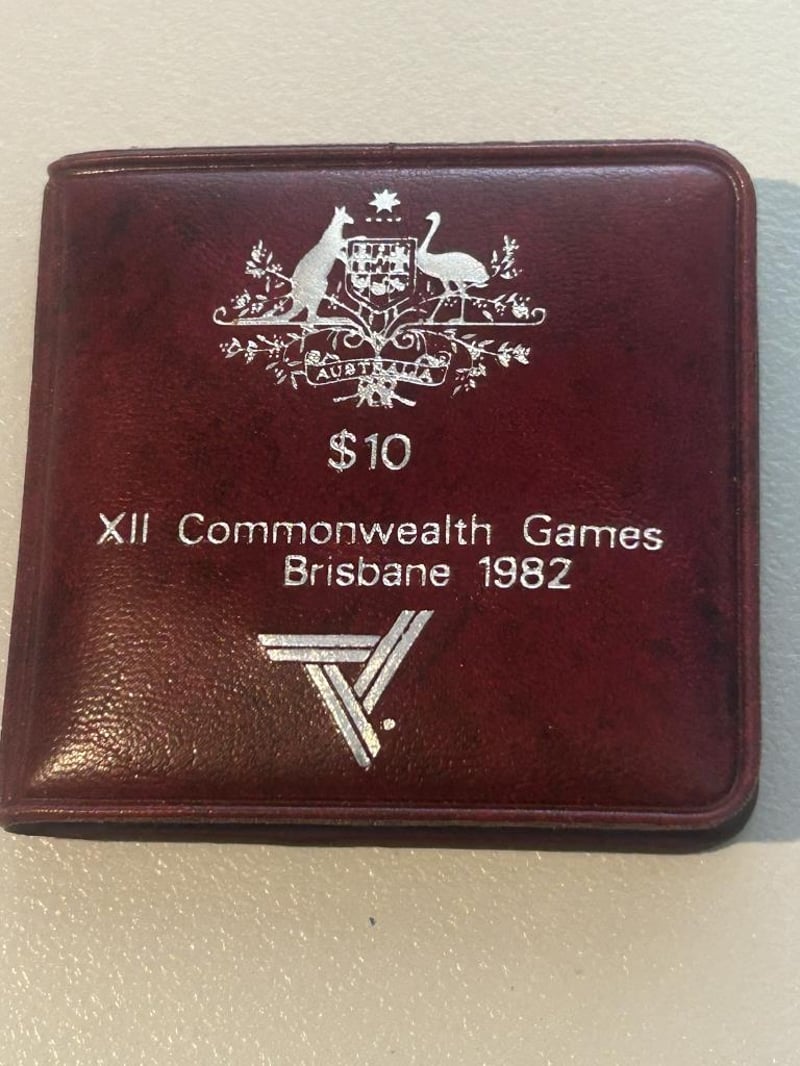 AUSTRALIA
$10
XII Commonwealth Games
Brisbane 1982